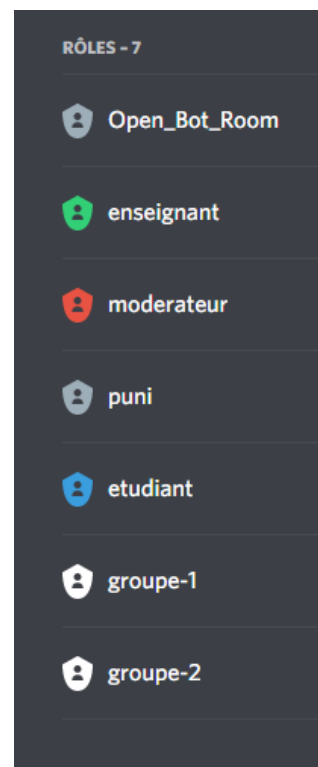 RÔLES – 7
Open_Bot_Room
enseignant
moderateur
puni
etudiant
groupe-1
groupe-2